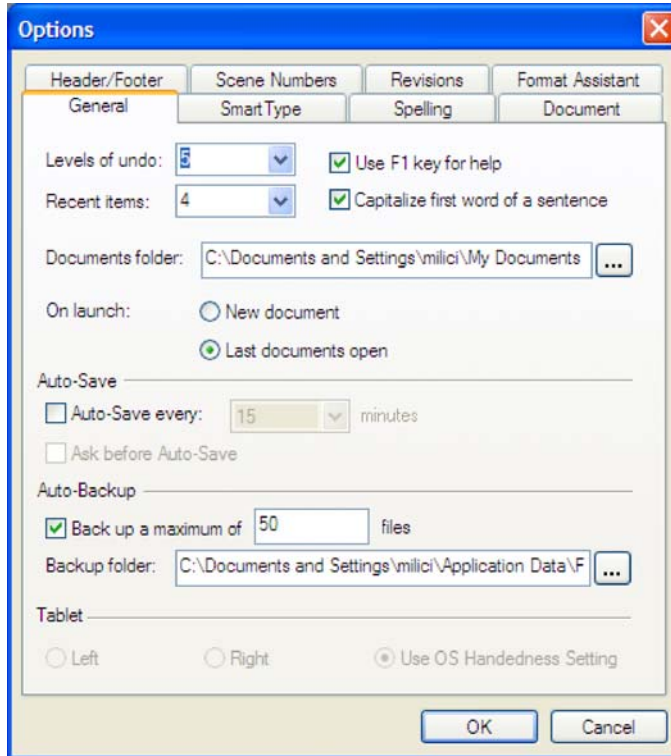 Options
Header/Footer Scene Numbers Revisions Format Assistant
General SmartType Spelling Document
Levels of undo: 5 Use F1 key for help
Recent items: 4 Capitalize first word of a sentence
Documents folder: C:\Documents and Settings\milici\My Documents ...
On launch: New document
Last documents open
Auto-Save
Auto-Save every: 15 minutes
Ask before Auto-Save
Auto-Backup
Back up a maximum of 50 files
Backup folder: C:\Documents and Settings\milici\Application Data\F ...
Tablet
Left Right Use OS Handedness Setting
OK Cancel